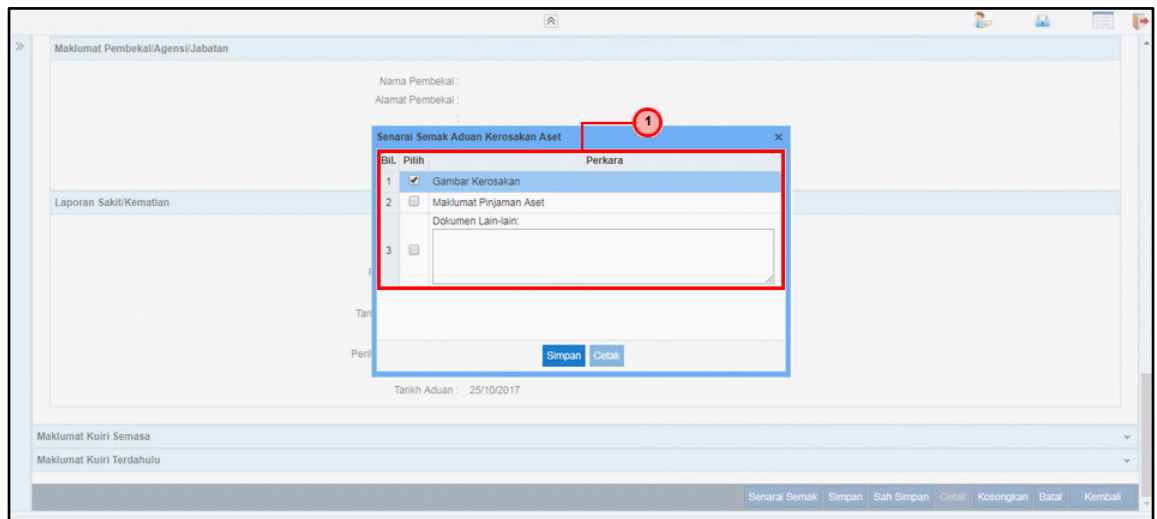 Maklumat Pembekal/Agensi/Jabatan
Nama Pembekal :
Alamat Pembekal :
:
1
Senarai Semak Aduan Kerosakan Aset ×
Bil. Pilih Perkara
1 Gambar Kerosakan
2 Maklumat Pinjaman Aset
Dokumen Lain-lain:
3
Laporan Sakit/Kematian
Tarikh Aduan : 25/10/2017
Simpan Cetak
Maklumat Kuiri Semasa
Maklumat Kuiri Terdahulu
Senarai Semak Simpan Sah Simpan Cetak Kosongkan Batal Kembali